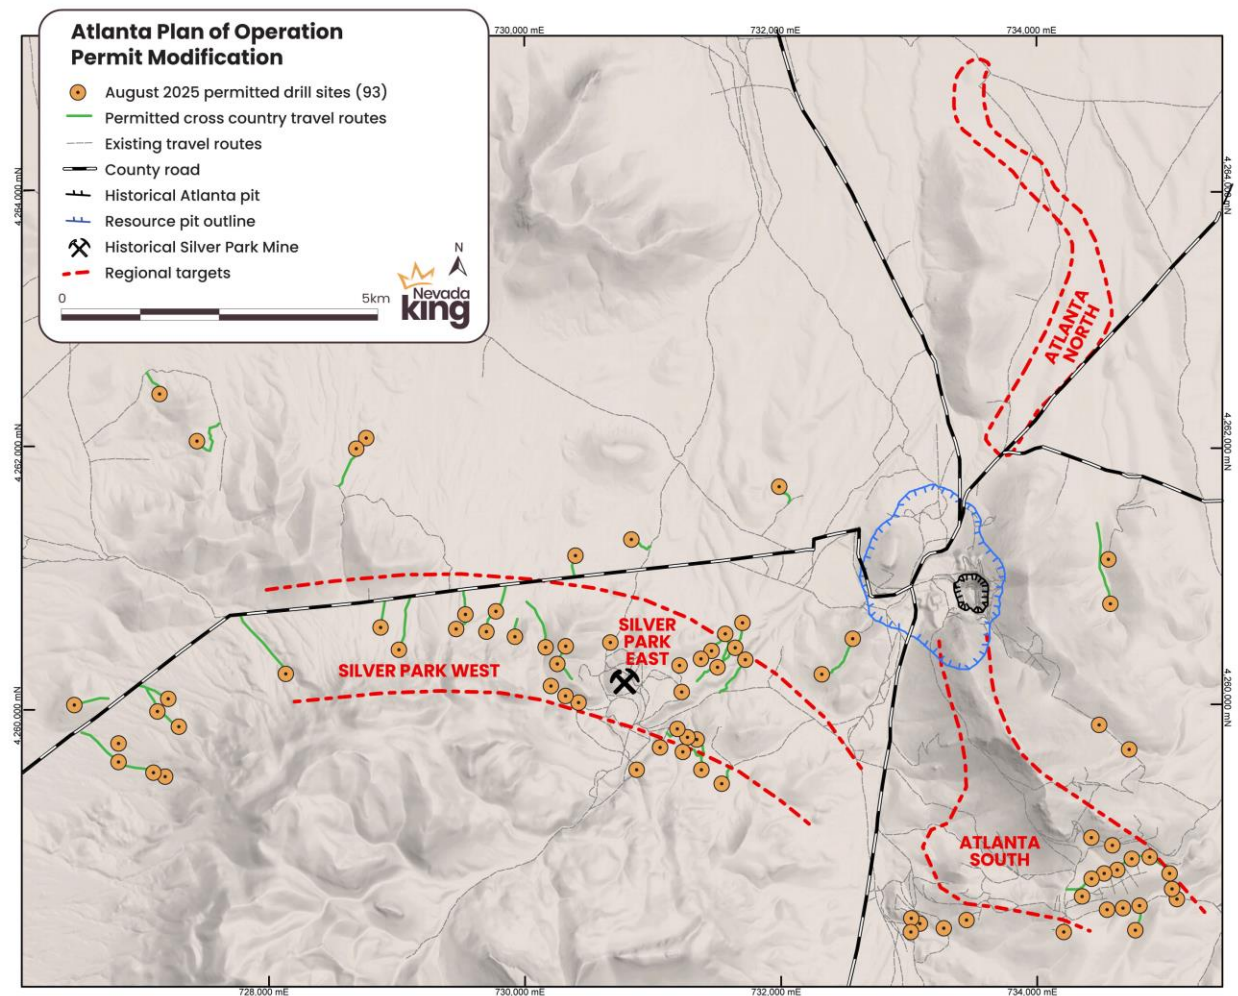 Atlanta Plan of Operation
Permit Modification
August 2025 permitted drill sites (93)
Permitted cross country travel routes
Existing travel routes
County road
Historical Atlanta pit
Resource pit outline
Historical Silver Park Mine
Regional targets
0
5km
N
Nevada
king
730,000 mE
732,000 mE
734,000 mE
4,264,000 mN
4,264,000 mN
ATLANTA
NORTH
4,262,000 mN
4,262,000 mN
SILVER
PARK
EAST
SILVER PARK WEST
4,260,000 mN
4,260,000 mN
ATLANTA
SOUTH
728,000 mE
730,000 mE
732,000 mE
734,000 mE